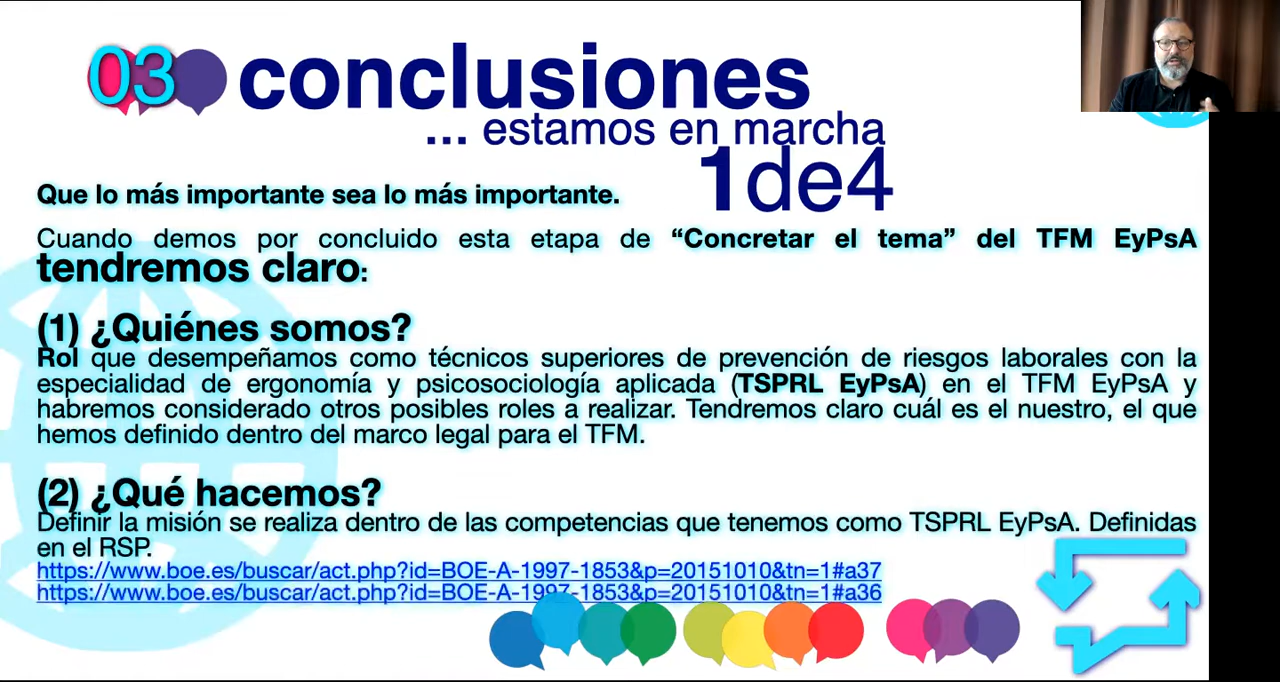 03 conclusiones
... estamos en marcha
1de4
Que lo más importante sea lo más importante.
Cuando demos por concluido esta etapa de “Concretar el tema” del TFM EyPsA
tendremos claro:
(1) ¿Quiénes somos?
Rol que desempeñamos como técnicos superiores de prevención de riesgos laborales con la
especialidad de ergonomía y psicosociología aplicada (TSPRL EyPsA) en el TFM EyPsA y
habremos considerado otros posibles roles a realizar. Tendremos claro cuál es el nuestro, el que
hemos definido dentro del marco legal para el TFM.
(2) ¿Qué hacemos?
Definir la misión se realiza dentro de las competencias que tenemos como TSPRL EyPsA. Definidas
en el RSP.
https://www.boe.es/buscar/act.php?id=BOE-A-1997-1853&p=20151010&tn=1#a37
https://www.boe.es/buscar/act.php?id=BOE-A-1997-1853&p=20151010&tn=1#a36